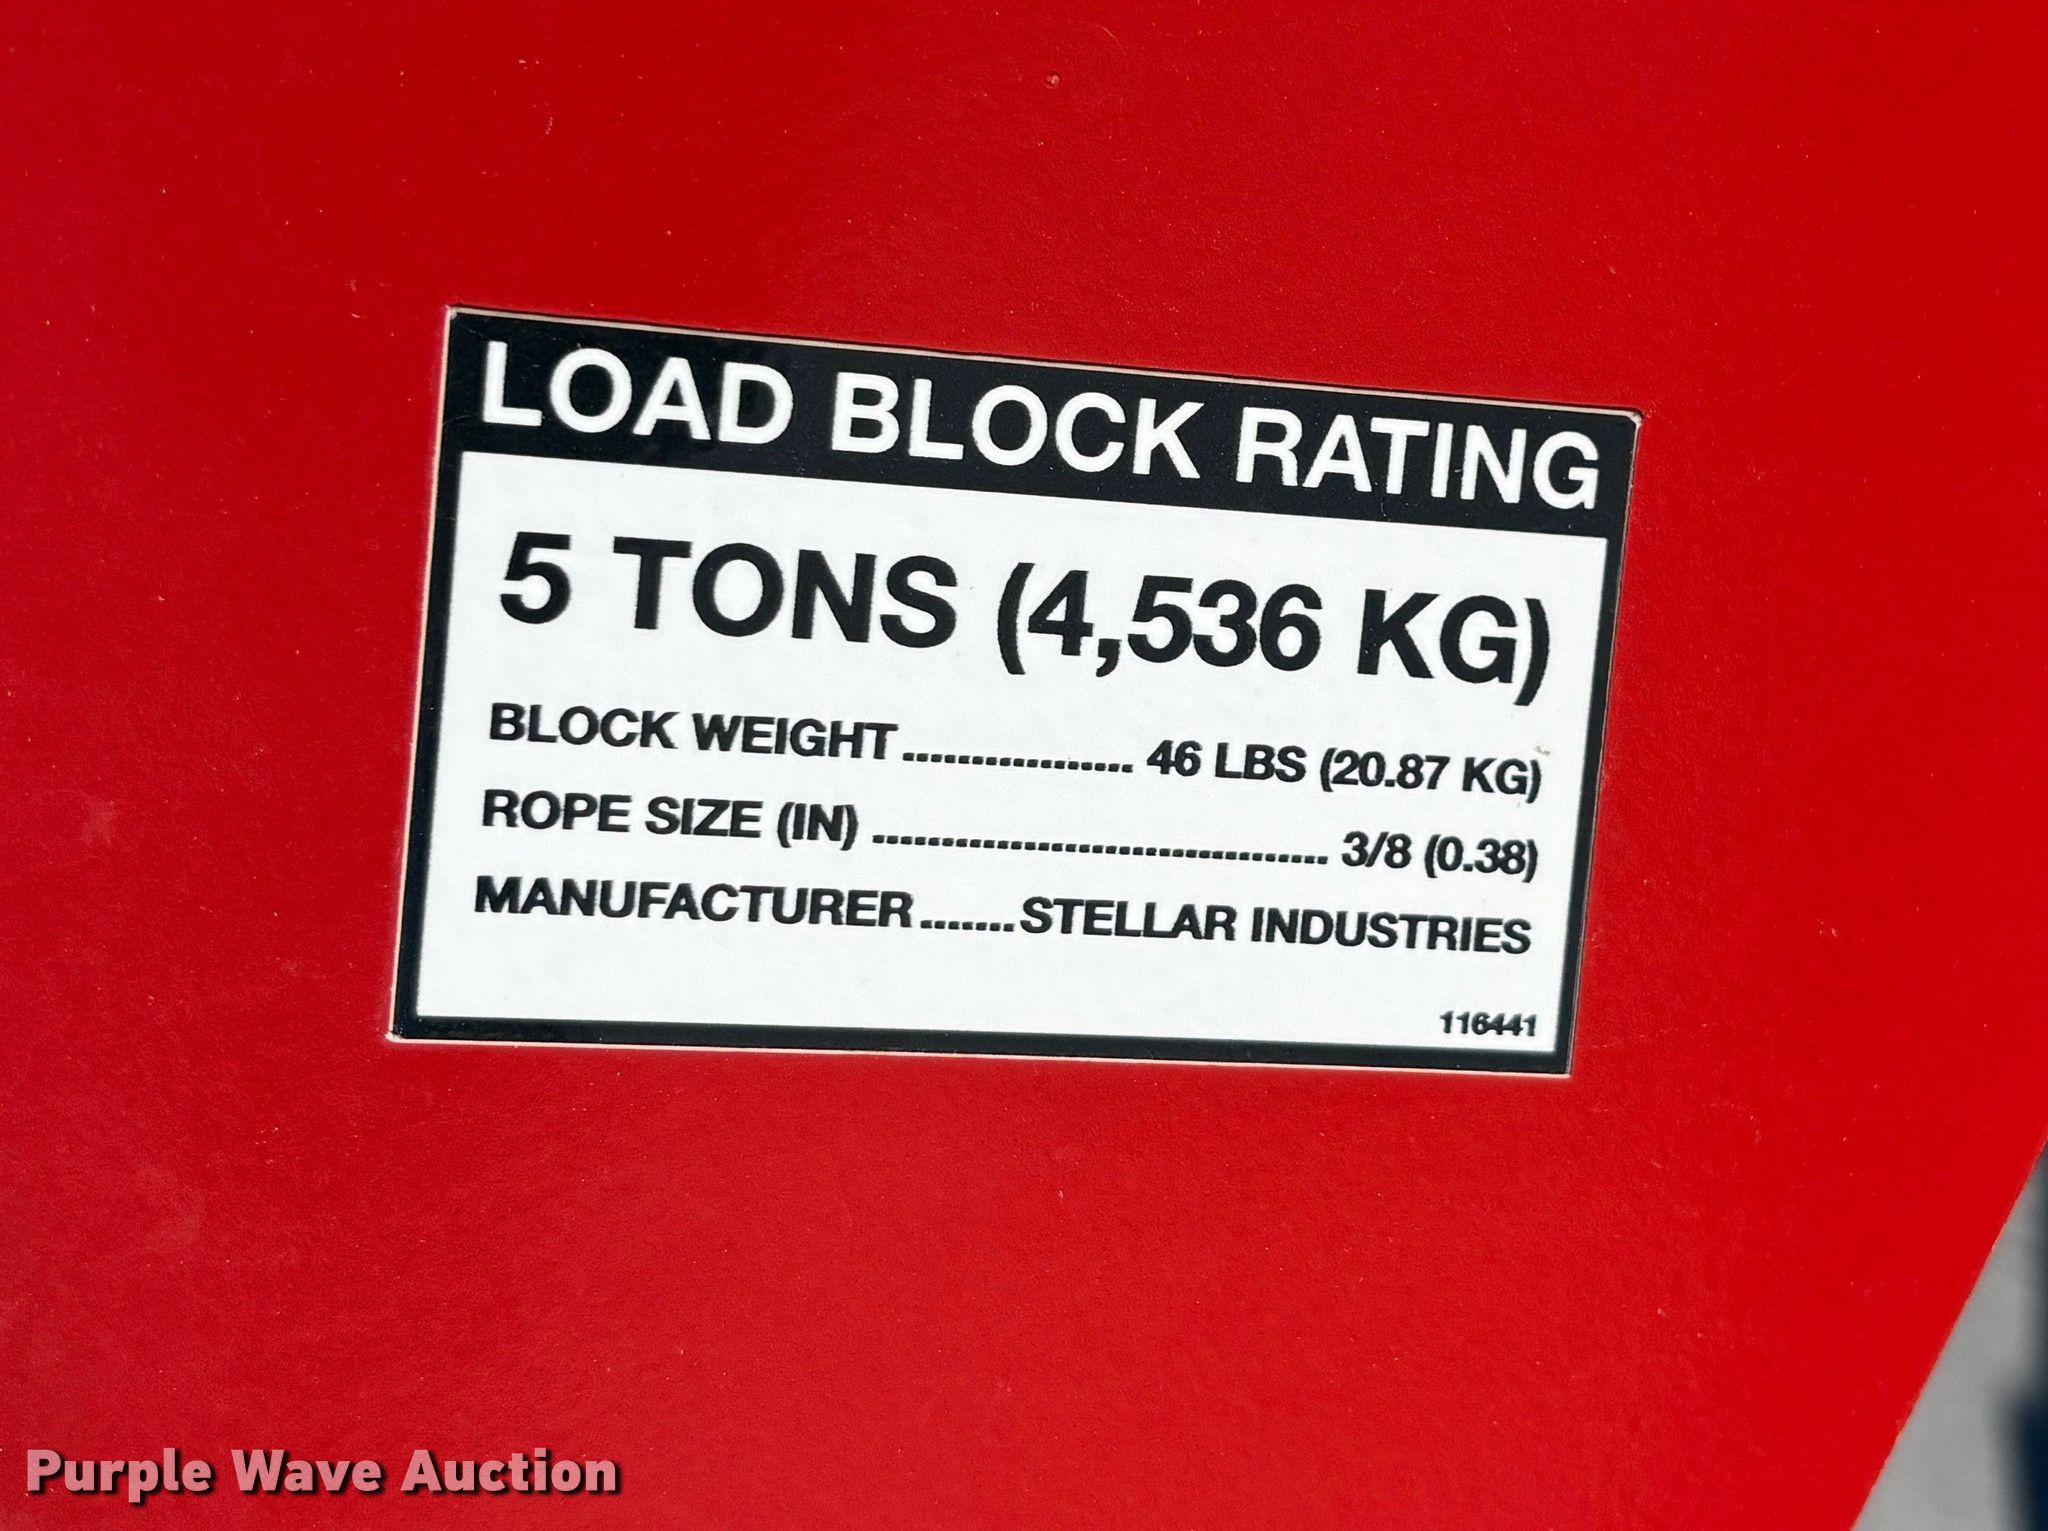 LOAD BLOCK RATING
5 TONS (4,536 KG)
BLOCK WEIGHT................. 46 LBS (20.87 KG)
ROPE SIZE (IN) .................................. 3/8 (0.38)
MANUFACTURER.......STELLAR INDUSTRIES
116441
Purple Wave Auction